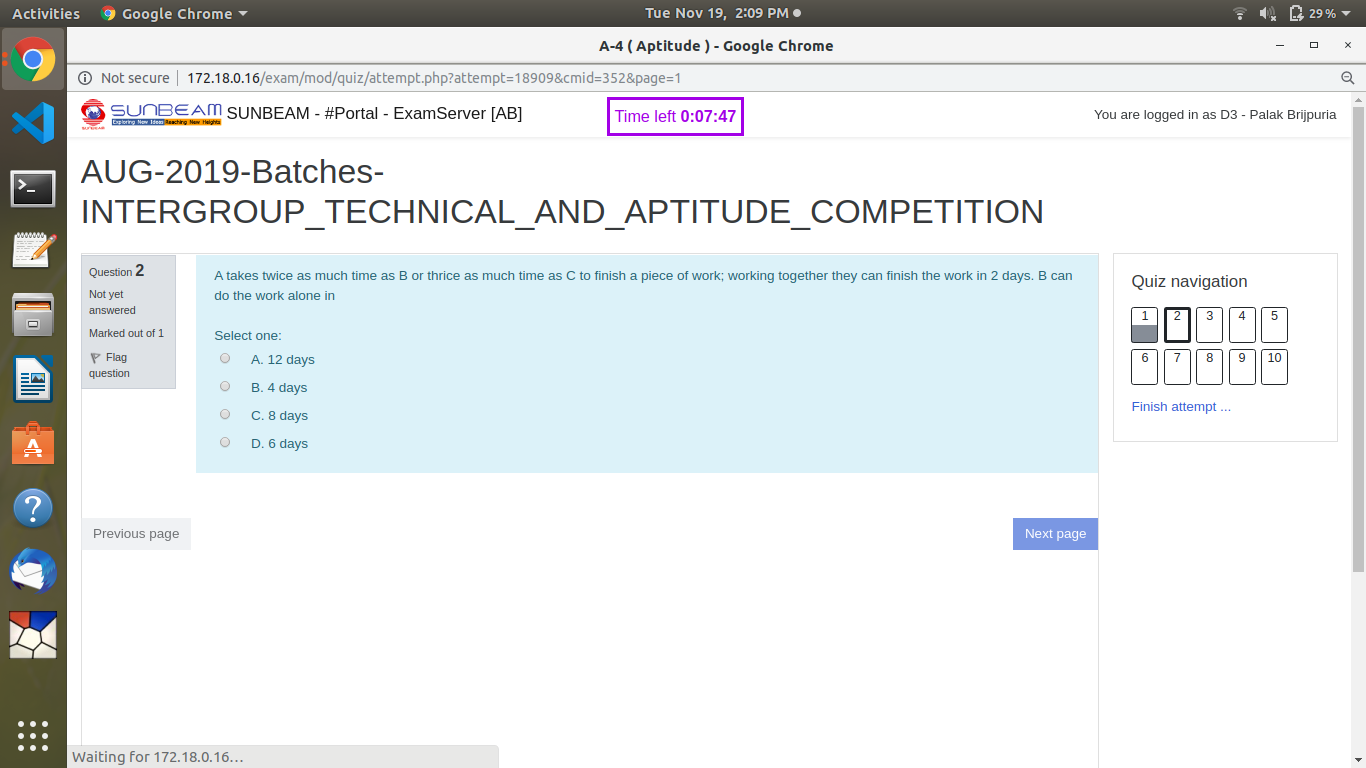 Activities Google Chrome Tue Nov 19, 2:09 PM 29 %
A-4 ( Aptitude ) - Google Chrome
Not secure 172.18.0.16/exam/mod/quiz/attempt.php?attempt=18909&cmid=352&page=1
SUNBEAM SUNBEAM - #Portal - ExamServer [AB] Time left 0:07:47 You are logged in as D3 - Palak Brijpuria
Exploring New Ideas Reaching New Heights
SUNBEAM
AUG-2019-Batches-
INTERGROUP_TECHNICAL_AND_APTITUDE_COMPETITION
Question 2
Not yet
answered
Marked out of 1
Flag
question
A takes twice as much time as B or thrice as much time as C to finish a piece of work; working together they can finish the work in 2 days. B can
do the work alone in
Select one:
A. 12 days
B. 4 days
C. 8 days
D. 6 days
Quiz navigation
1 2 3 4 5
6 7 8 9 10
Finish attempt ...
Previous page Next page
Waiting for 172.18.0.16…